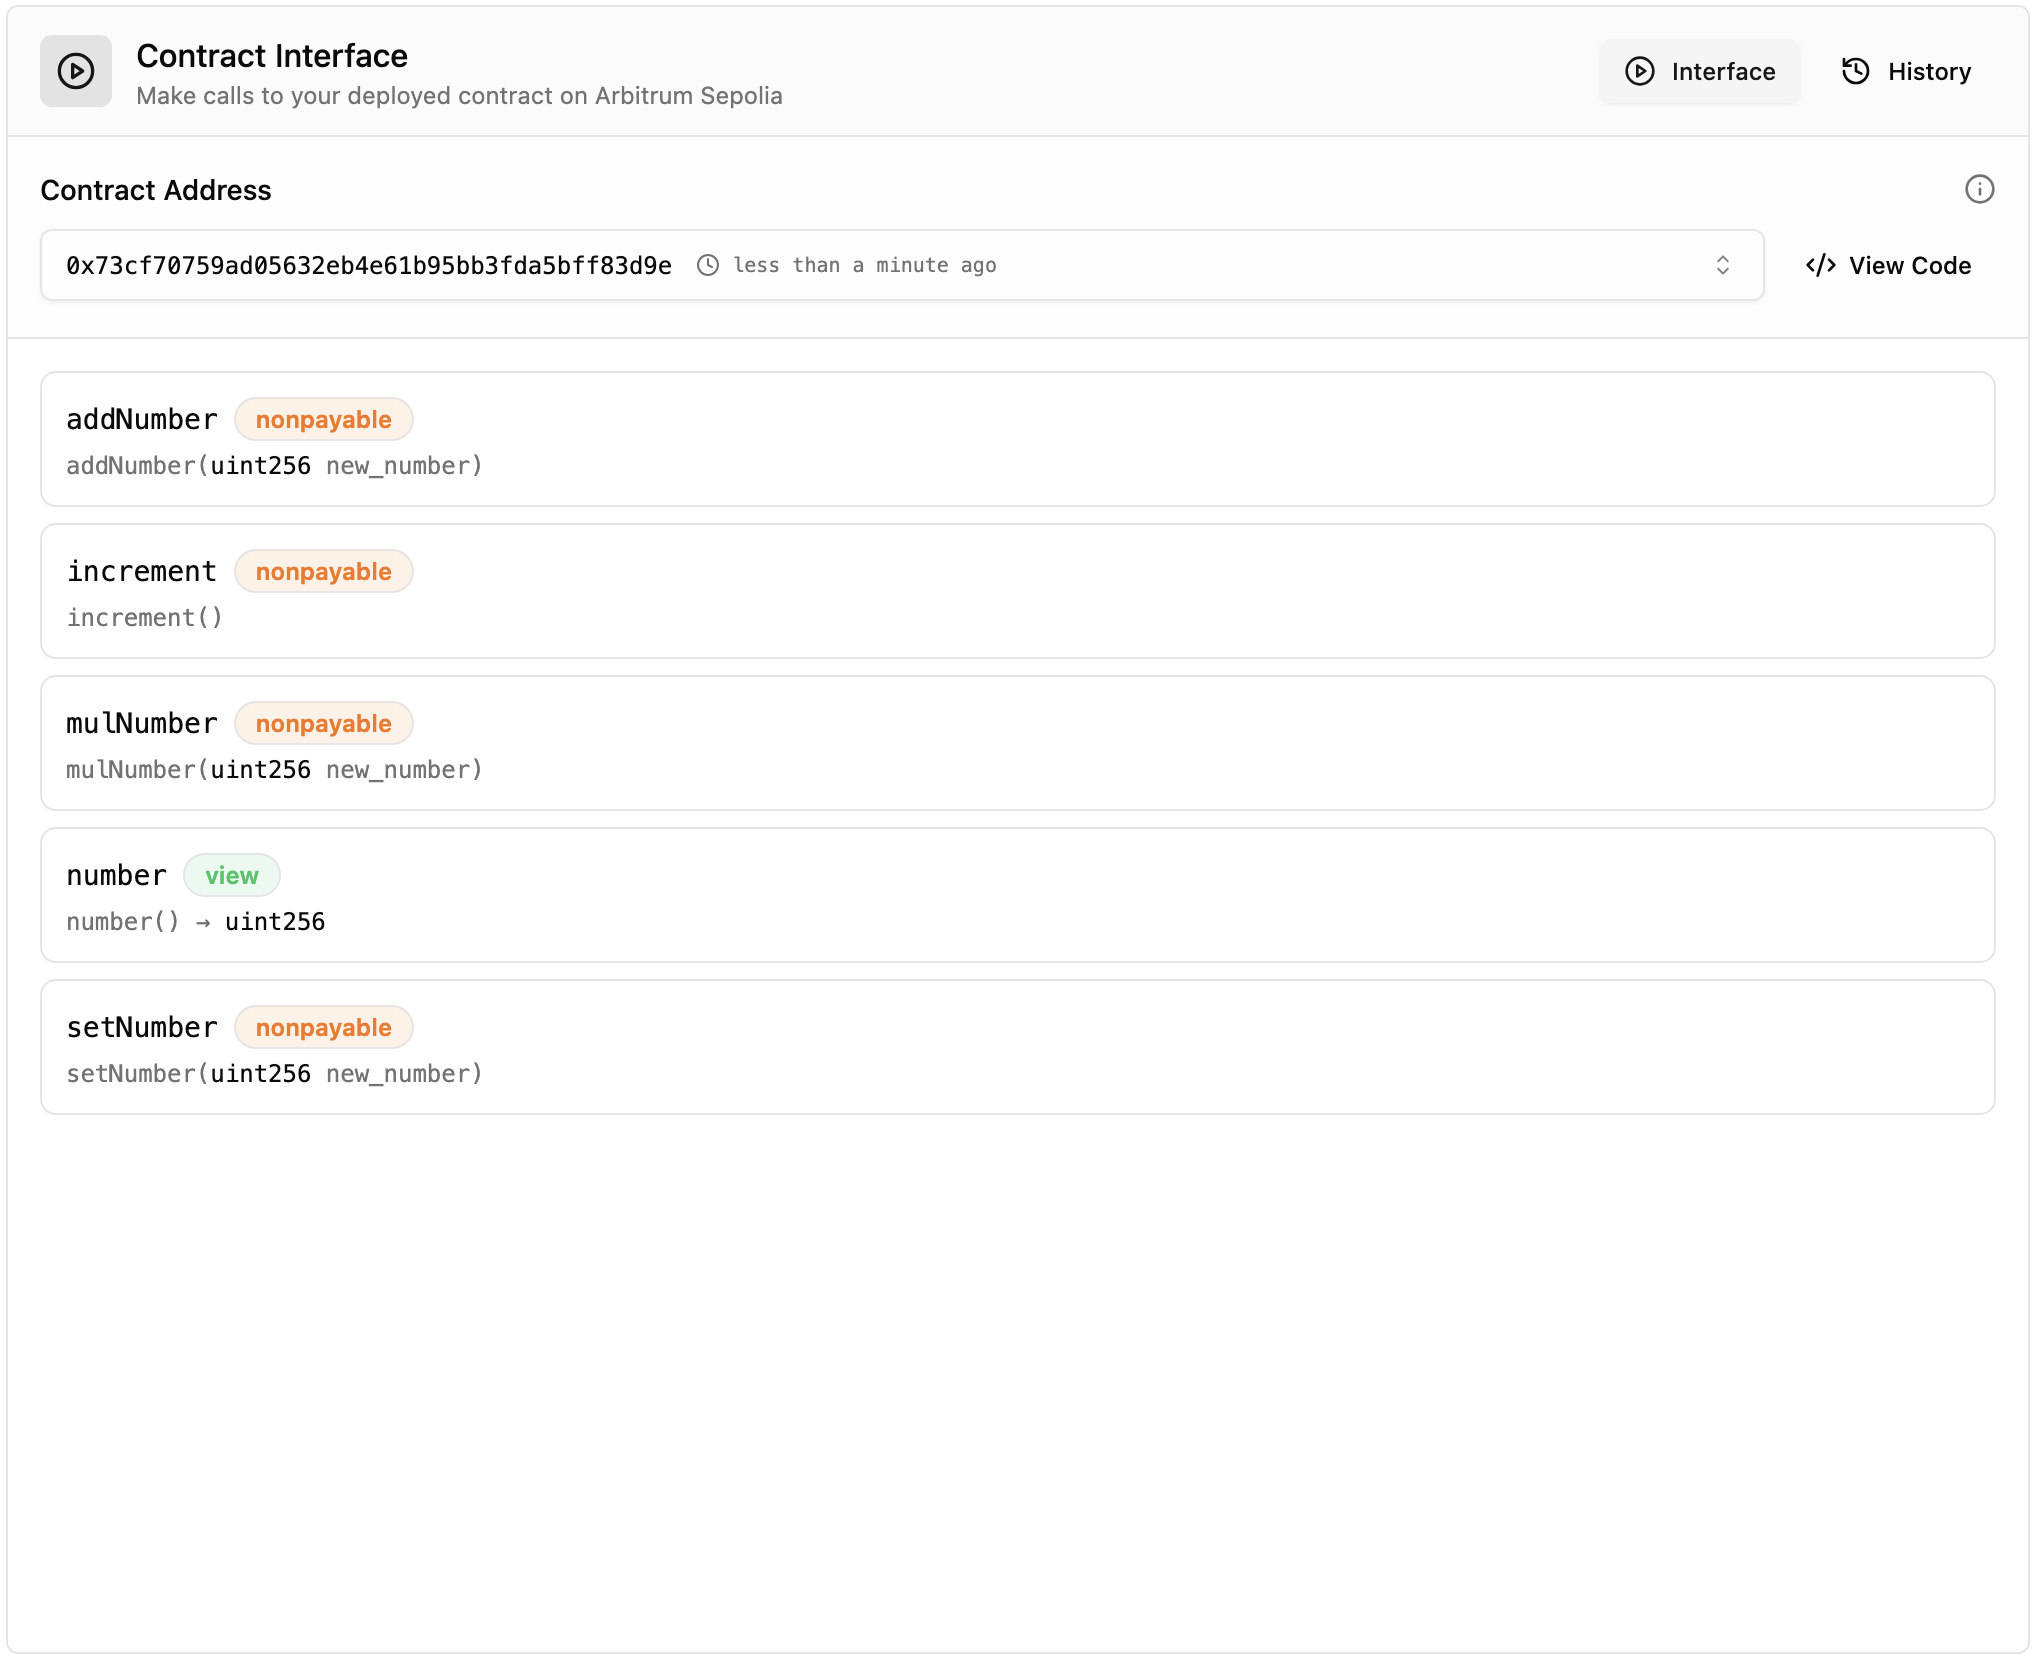 Contract Interface
Make calls to your deployed contract on Arbitrum Sepolia
Interface
History
Contract Address
0x73cf70759ad05632eb4e61b95bb3fda5bff83d9e less than a minute ago
</> View Code
addNumber nonpayable
addNumber(uint256 new_number)
increment nonpayable
increment()
mulNumber nonpayable
mulNumber(uint256 new_number)
number view
number() → uint256
setNumber nonpayable
setNumber(uint256 new_number)